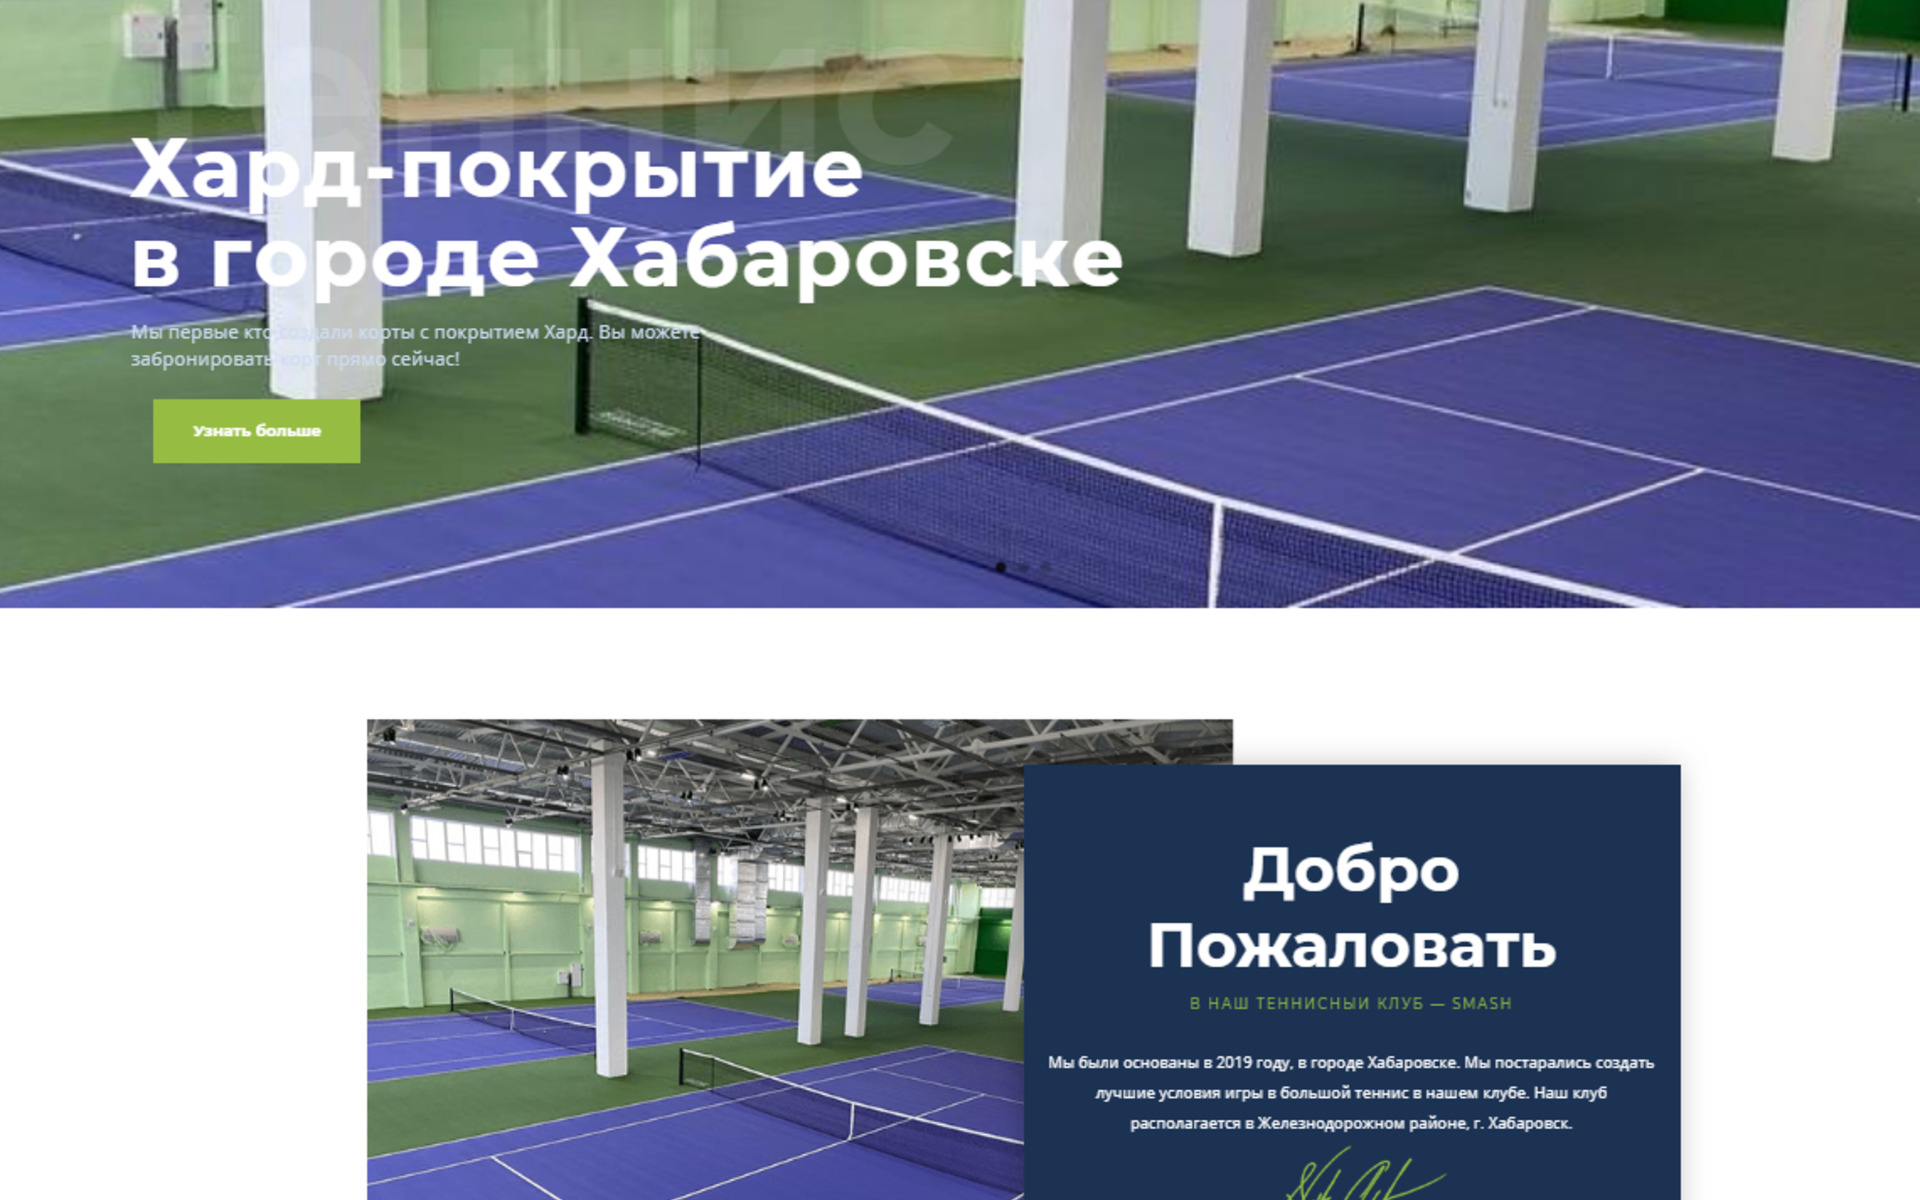 теннис
Хард-покрытие
в городе Хабаровске
Мы первые кто создали корты с покрытием Хард. Вы можете
забронировать корт прямо сейчас!
Узнать больше
Добро
Пожаловать
В НАШ ТЕННИСНЫЙ КЛУБ — SMASH
Мы были основаны в 2019 году, в городе Хабаровске. Мы постарались создать
лучшие условия игры в большой теннис в нашем клубе. Наш клуб
располагается в Железнодорожном районе, г. Хабаровск.